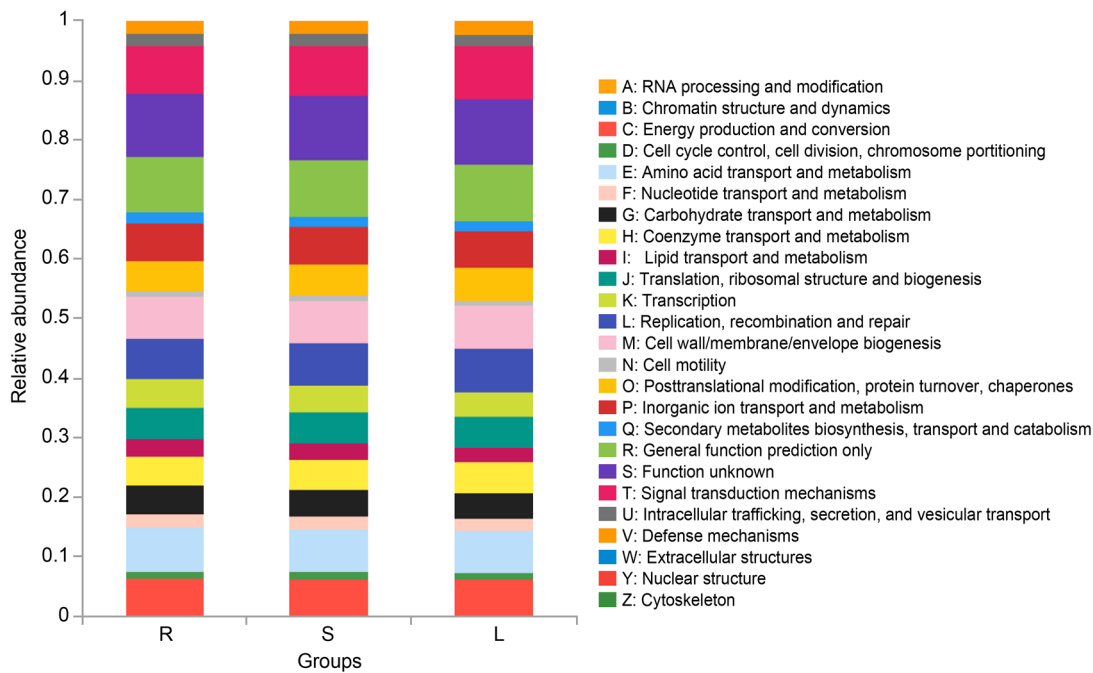 1
0.9
0.8
0.7
0.6
0.5
0.4
0.3
0.2
0.1
0
Relative abundance
R
S
L
Groups
A: RNA processing and modification
B: Chromatin structure and dynamics
C: Energy production and conversion
D: Cell cycle control, cell division, chromosome portitioning
E: Amino acid transport and metabolism
F: Nucleotide transport and metabolism
G: Carbohydrate transport and metabolism
H: Coenzyme transport and metabolism
I: Lipid transport and metabolism
J: Translation, ribosomal structure and biogenesis
K: Transcription
L: Replication, recombination and repair
M: Cell wall/membrane/envelope biogenesis
N: Cell motility
O: Posttranslational modification, protein turnover, chaperones
P: Inorganic ion transport and metabolism
Q: Secondary metabolites biosynthesis, transport and catabolism
R: General function prediction only
S: Function unknown
T: Signal transduction mechanisms
U: Intracellular trafficking, secretion, and vesicular transport
V: Defense mechanisms
W: Extracellular structures
Y: Nuclear structure
Z: Cytoskeleton